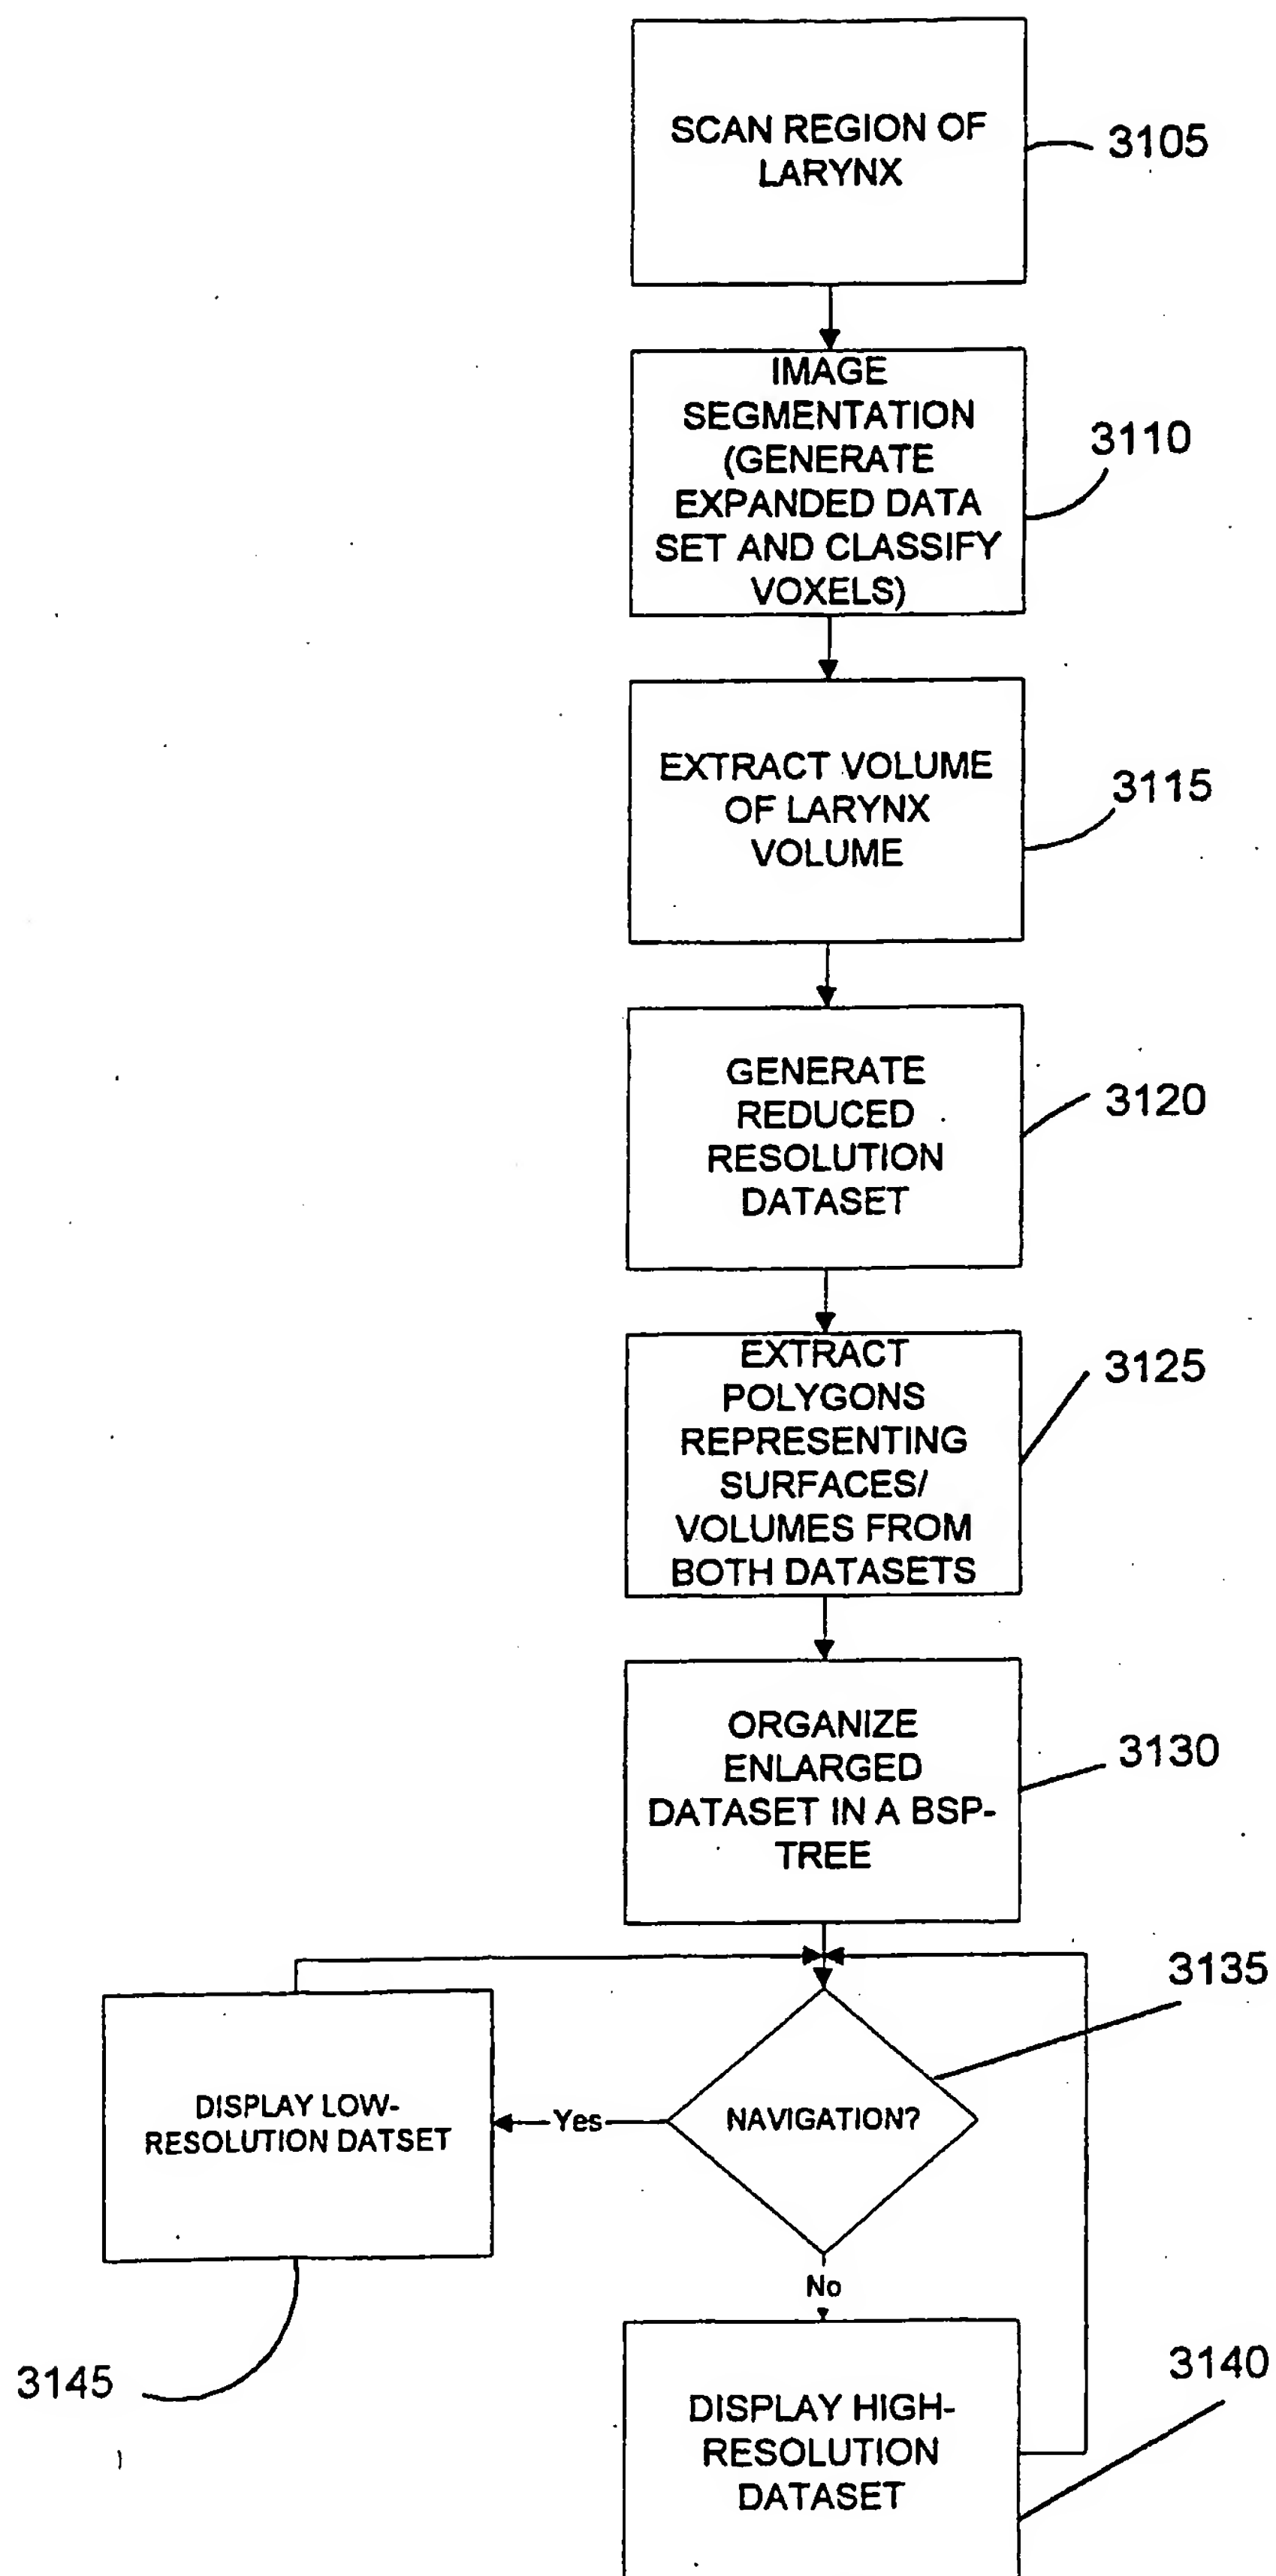 SCAN REGION OF
LARYNX
3105
IMAGE
SEGMENTATION
(GENERATE
EXPANDED DATA
SET AND CLASSIFY
VOXELS)
3110
EXTRACT VOLUME
OF LARYNX
VOLUME
3115
GENERATE
REDUCED
RESOLUTION
DATASET
3120
EXTRACT
POLYGONS
REPRESENTING
SURFACES/
VOLUMES FROM
BOTH DATASETS
3125
ORGANIZE
ENLARGED
DATASET IN A BSP-
TREE
3130
3135
NAVIGATION?
Yes
DISPLAY LOW-
RESOLUTION DATSET
3145
No
DISPLAY HIGH-
RESOLUTION
DATASET
3140